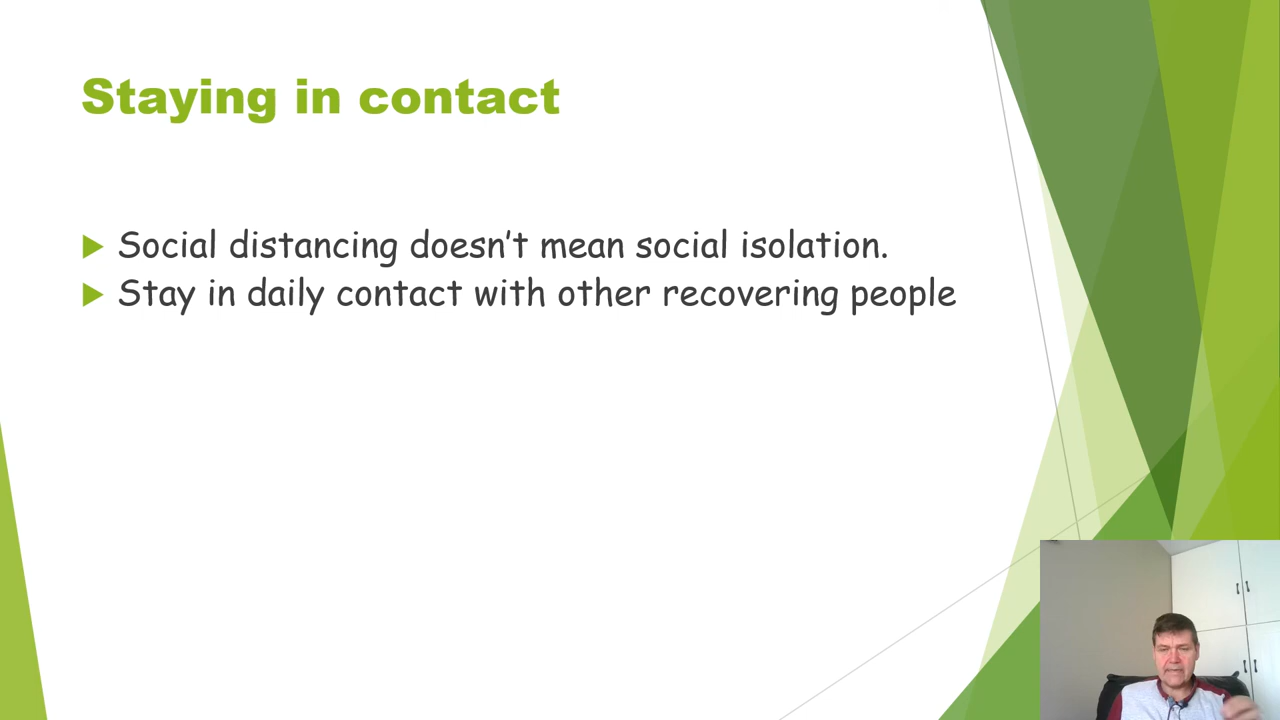 Staying in contact
Social distancing doesn't mean social isolation.
Stay in daily contact with other recovering people